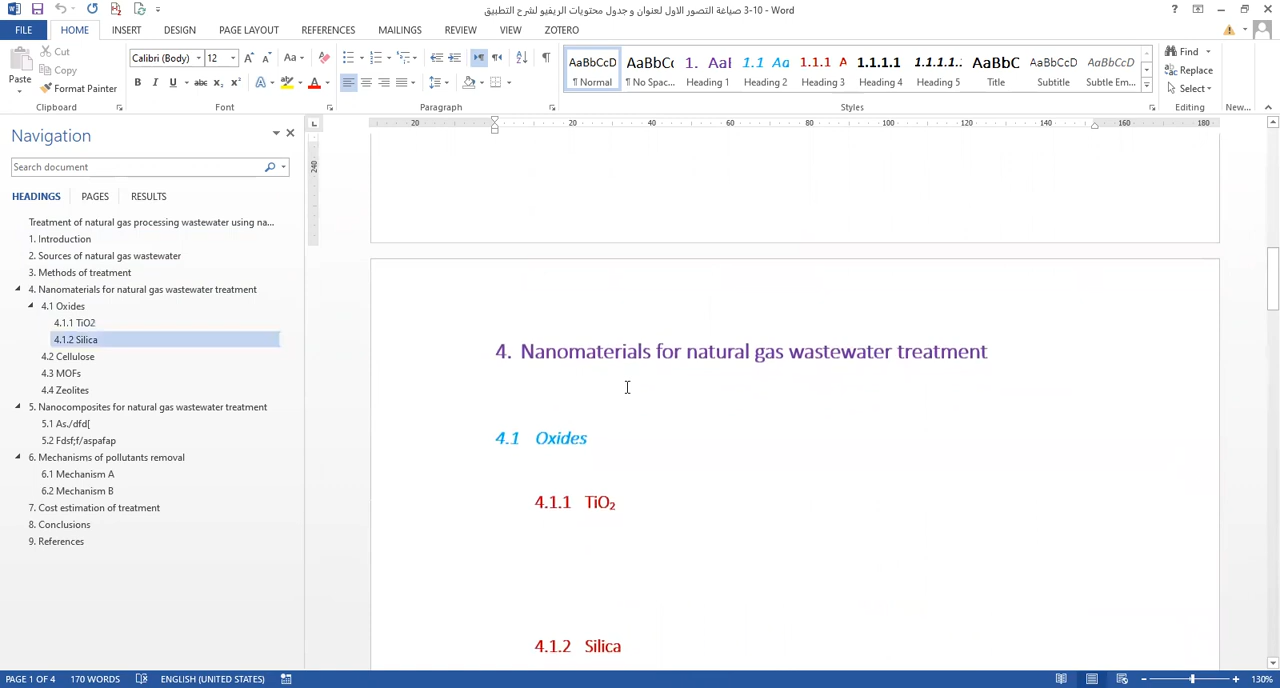 3-10 صياغة التصور الاول لعنوان و جدول محتويات الريفيو لشرح التطبيق - Word
FILE HOME INSERT DESIGN PAGE LAYOUT REFERENCES MAILINGS REVIEW VIEW ZOTERO
Paste
Cut
Copy
Format Painter
Clipboard
Calibri (Body) 12
Font
Paragraph
AaBbCcD AaBbC 1. AaI 1.1 Aa 1.1.1 A 1.1.1.1 1.1.1.1. AaBbC AaBbCcD AaBbCcD
¶ Normal ¶ No Spac... Heading 1 Heading 2 Heading 3 Heading 4 Heading 5 Title Subtitle Subtle Em...
Styles
Find
Replace
Select
Editing
New...
Navigation
Search document
HEADINGS PAGES RESULTS
Treatment of natural gas processing wastewater using na...
1. Introduction
2. Sources of natural gas wastewater
3. Methods of treatment
4. Nanomaterials for natural gas wastewater treatment
4.1 Oxides
4.1.1 TiO2
4.1.2 Silica
4.2 Cellulose
4.3 MOFs
4.4 Zeolites
5. Nanocomposites for natural gas wastewater treatment
5.1 As./dfd[
5.2 Fdsf;f/aspafap
6. Mechanisms of pollutants removal
6.1 Mechanism A
6.2 Mechanism B
7. Cost estimation of treatment
8. Conclusions
9. References
20 20 40 60 80 100 120 140 160 180
240
4. Nanomaterials for natural gas wastewater treatment
4.1 Oxides
4.1.1 TiO₂
4.1.2 Silica
PAGE 1 OF 4 170 WORDS ENGLISH (UNITED STATES) 130%